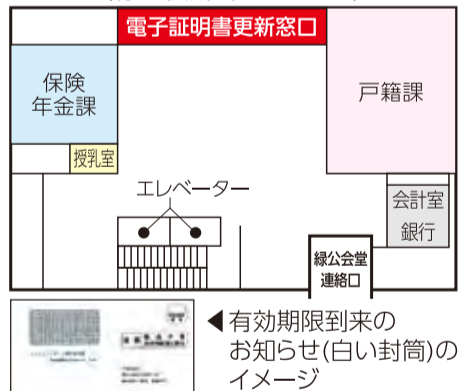 電子証明書更新窓口
保険
年金課
戸籍課
授乳室
エレベーター
会計室
銀行
緑公会堂
連絡口
◀有効期限到来の
お知らせ(白い封筒)の
イメージ